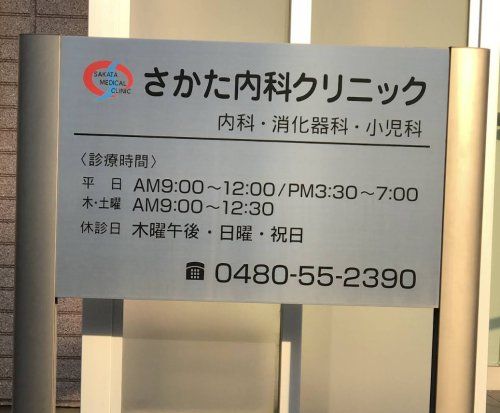 SAKATA
MEDICAL
CLINIC
さかた内科クリニック
内科・消化器科・小児科
〈診療時間〉
平 日 AM9:00～12:00/PM3:30～7:00
木・土曜 AM9:00～12:30
休診日 木曜午後・日曜・祝日
☎ 0480-55-2390